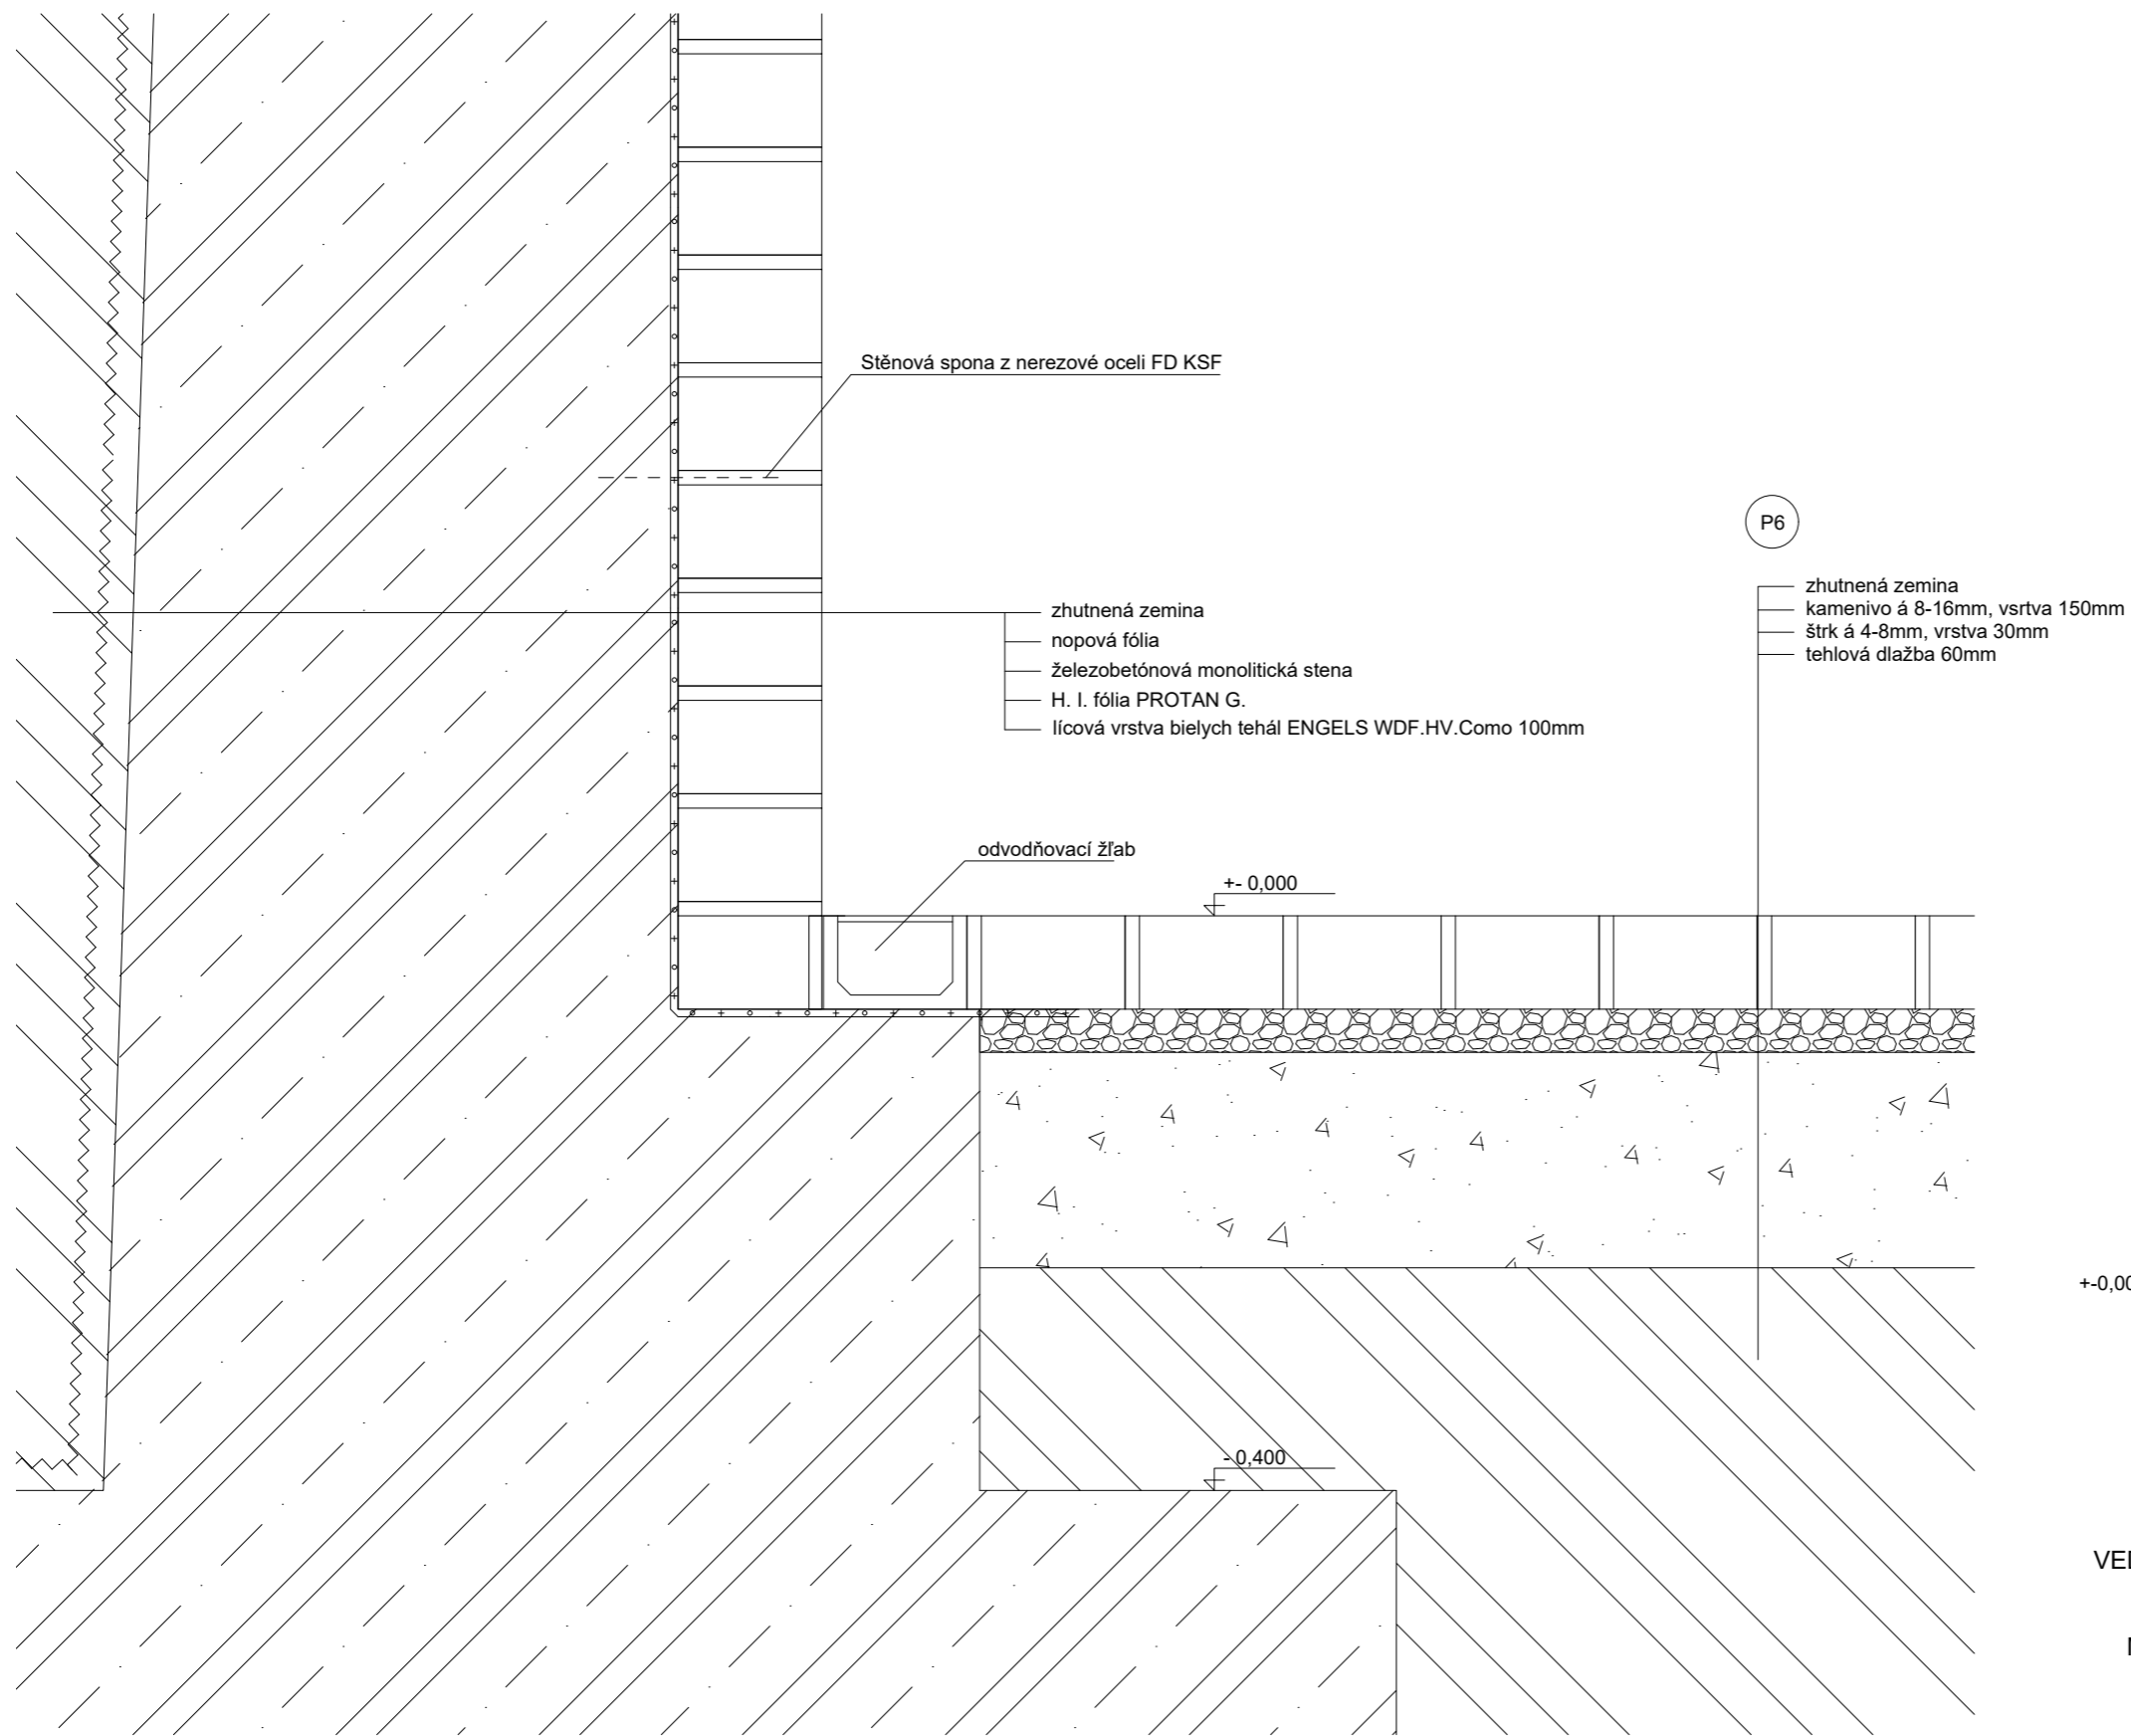 Stěnová spona z nerezové oceli FD KSF
P6
zhutnená zemina
kamenivo á 8-16mm, vsrtva 150mm
štrk á 4-8mm, vrstva 30mm
tehlová dlažba 60mm
zhutnená zemina
nopová fólia
železobetónová monolitická stena
H. I. fólia PROTAN G.
lícová vrstva bielych tehál ENGELS WDF.HV.Como 100mm
odvodňovací žľab
+- 0,000
+-0,00
- 0,400